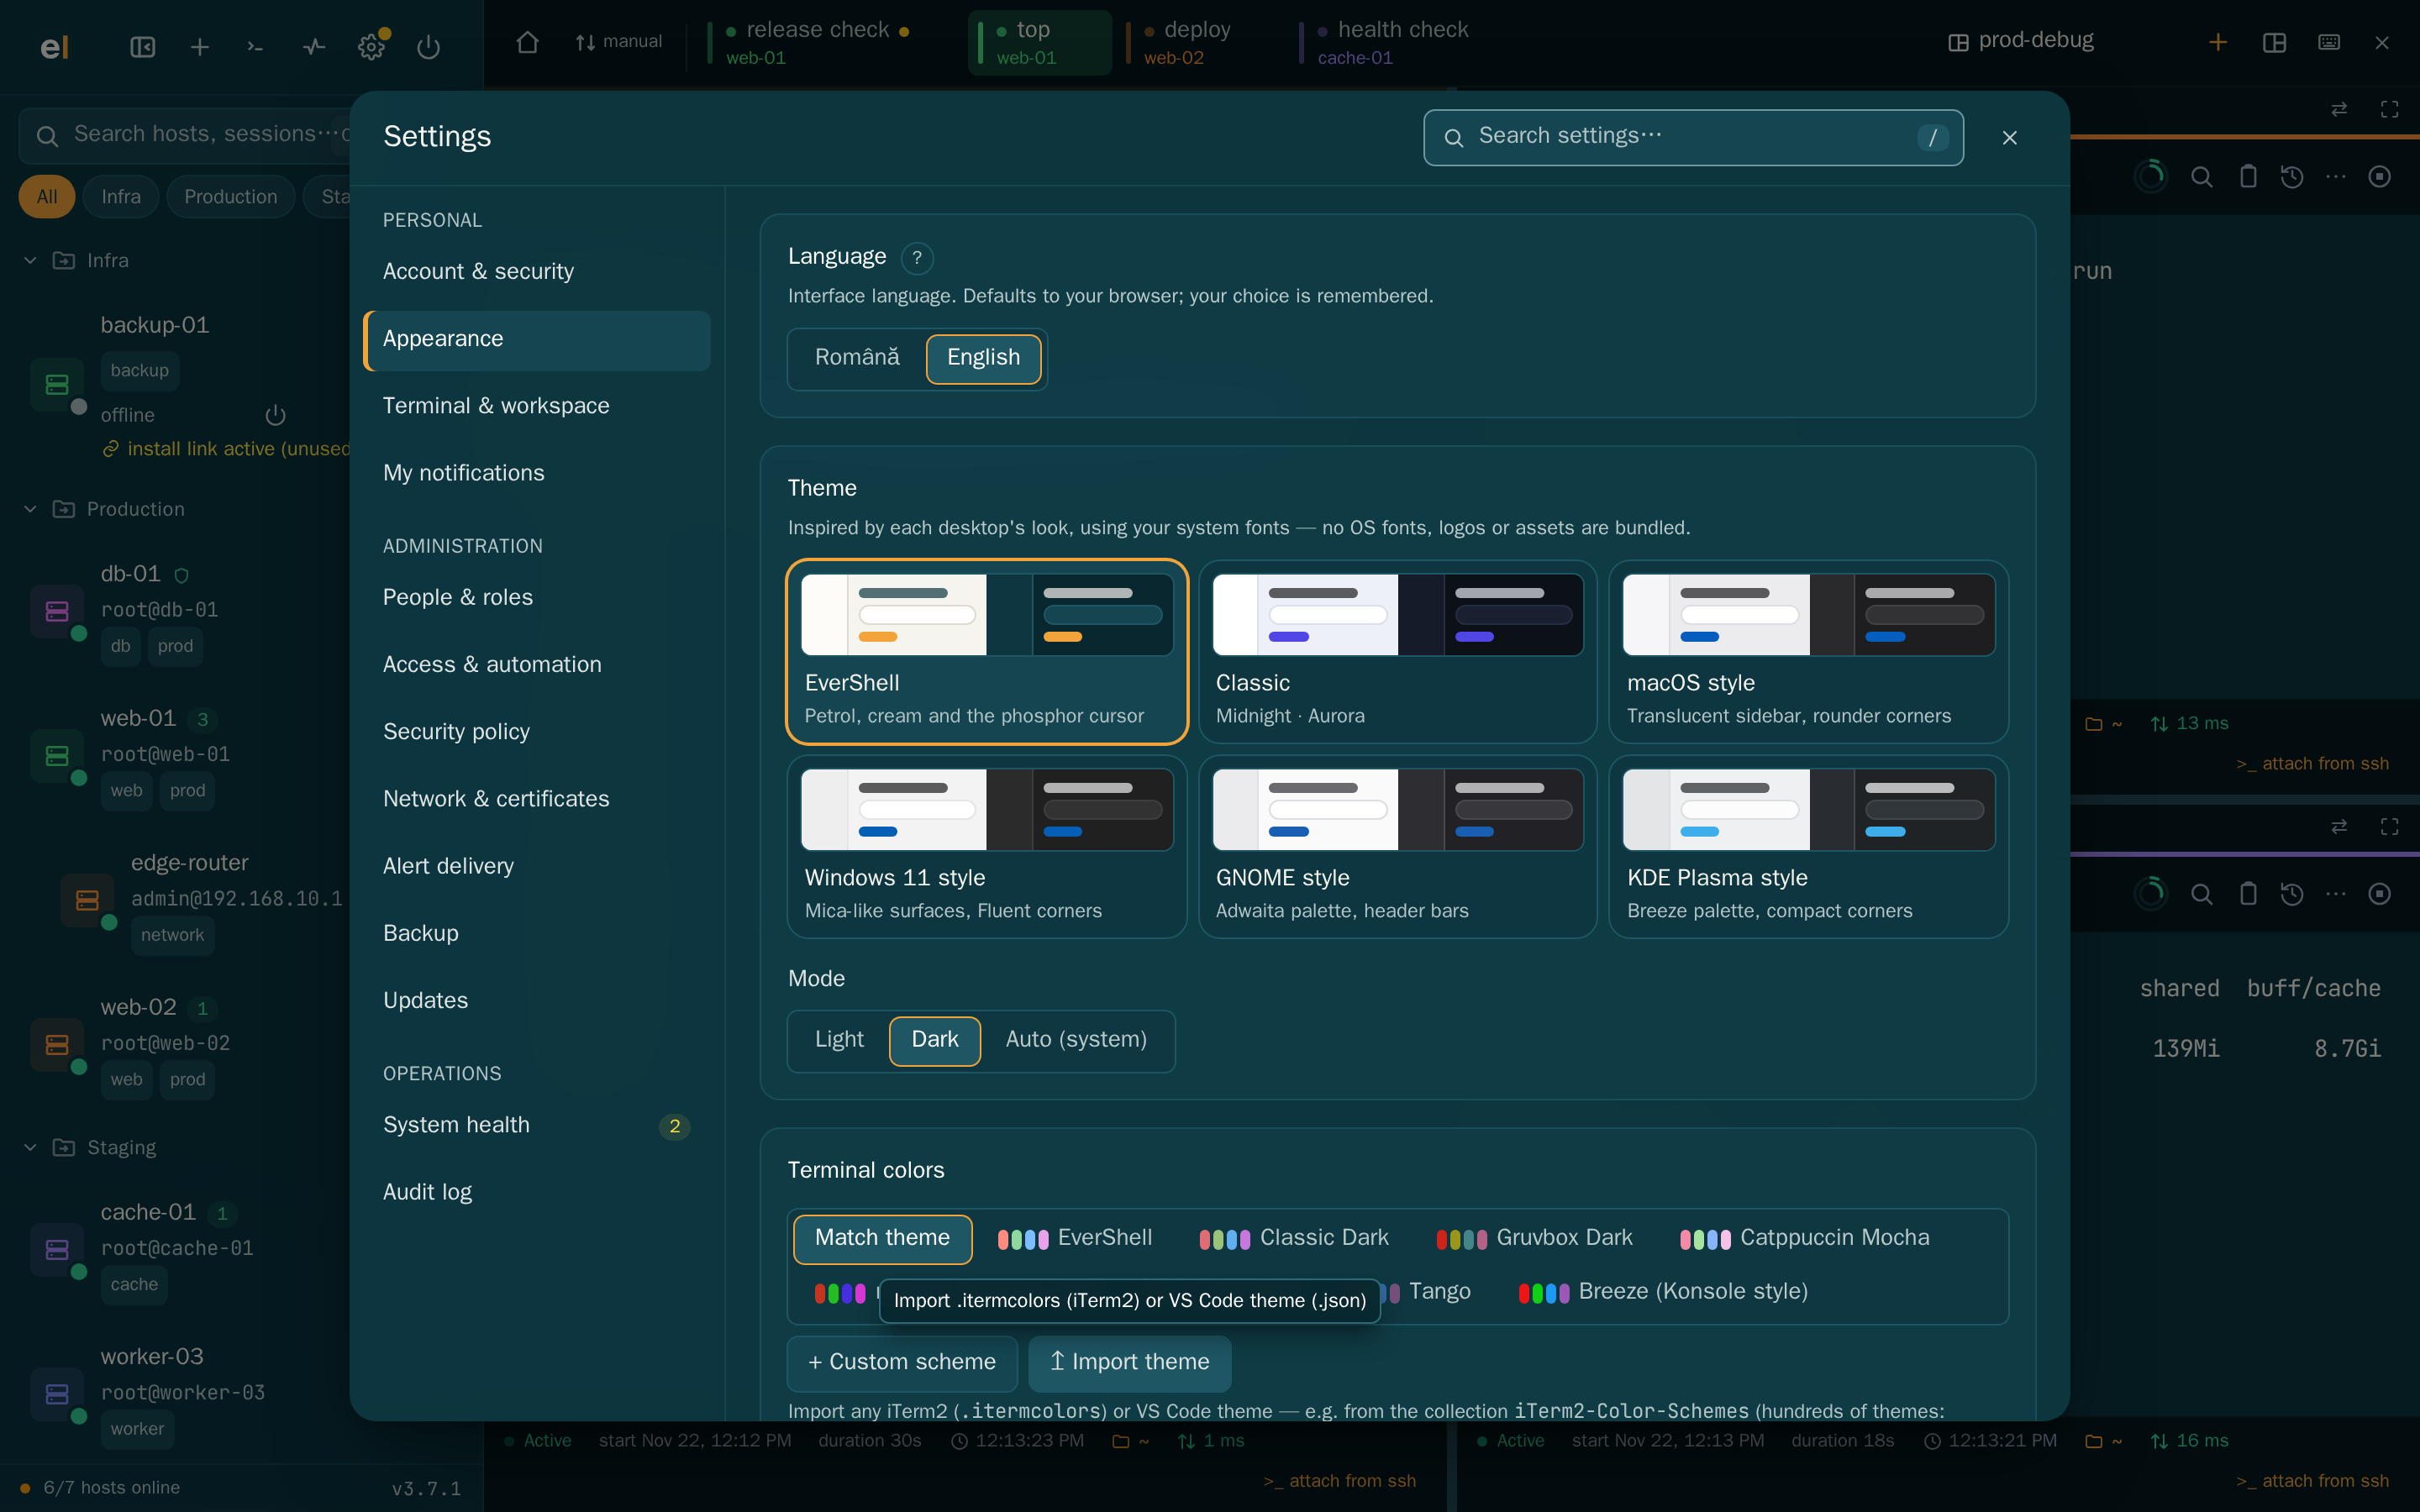 el
manual
release check
web-01
top
web-01
deploy
web-02
health check
cache-01
prod-debug
Search hosts, sessions…
All
Infra
Production
Infra
backup-01
backup
offline
install link active (unused
Production
db-01
root@db-01
db
prod
web-01
3
root@web-01
web
prod
edge-router
admin@192.168.10.1
network
web-02
1
root@web-02
web
prod
Staging
cache-01
1
root@cache-01
cache
worker-03
root@worker-03
worker
6/7 hosts online
v3.7.1
Settings
Search settings…
/
PERSONAL
Account & security
Appearance
Terminal & workspace
My notifications
ADMINISTRATION
People & roles
Access & automation
Security policy
Network & certificates
Alert delivery
Backup
Updates
OPERATIONS
System health
2
Audit log
Language
?
Interface language. Defaults to your browser; your choice is remembered.
Română
English
Theme
Inspired by each desktop's look, using your system fonts — no OS fonts, logos or assets are bundled.
EverShell
Petrol, cream and the phosphor cursor
Classic
Midnight · Aurora
macOS style
Translucent sidebar, rounder corners
Windows 11 style
Mica-like surfaces, Fluent corners
GNOME style
Adwaita palette, header bars
KDE Plasma style
Breeze palette, compact corners
Mode
Light
Dark
Auto (system)
Terminal colors
Match theme
EverShell
Classic Dark
Gruvbox Dark
Catppuccin Mocha
Import .itermcolors (iTerm2) or VS Code theme (.json)
Tango
Breeze (Konsole style)
+ Custom scheme
↥ Import theme
Import any iTerm2 (.itermcolors) or VS Code theme — e.g. from the collection iTerm2-Color-Schemes (hundreds of themes:
run
~
13 ms
>_ attach from ssh
shared buff/cache
139Mi 8.7Gi
Active
start Nov 22, 12:12 PM
duration 30s
12:13:23 PM
~
1 ms
>_ attach from ssh
Active
start Nov 22, 12:13 PM
duration 18s
12:13:21 PM
~
16 ms
>_ attach from ssh